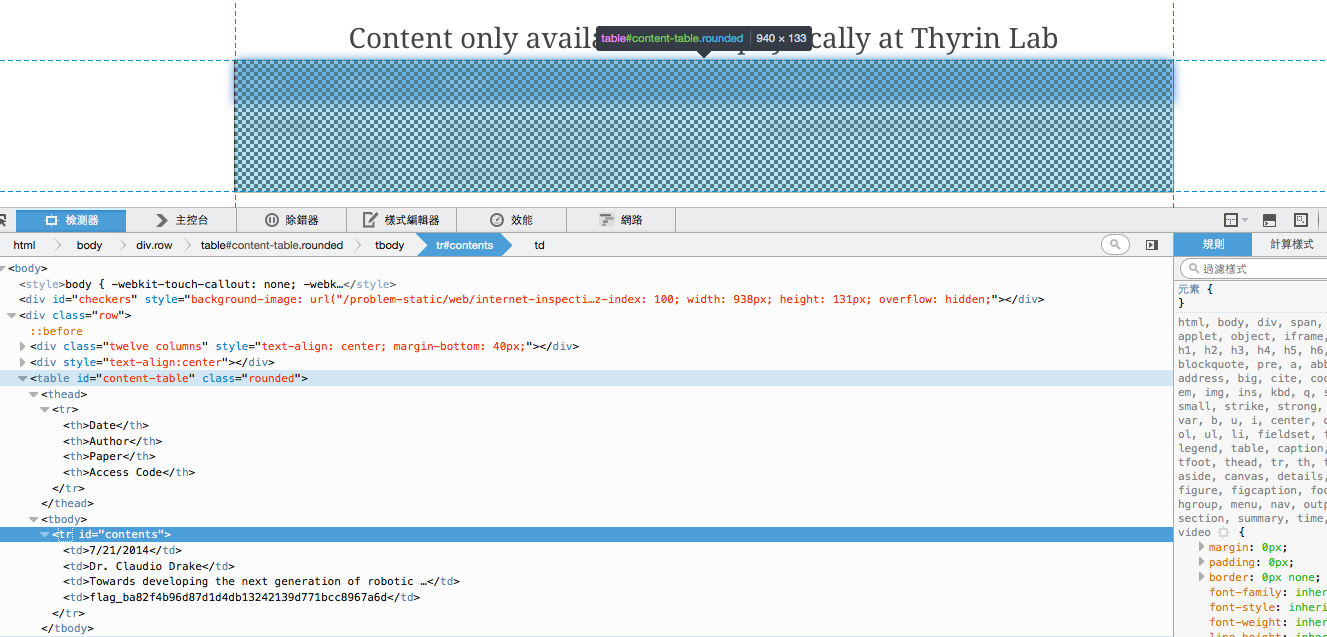 Content only availa cally at Thyrin Lab
table#content-table.rounded 940 × 133
檢測器 主控台 除錯器 樣式編輯器 效能 網路
html body div.row table#content-table.rounded tbody tr#contents td 規則 計算樣式
過濾樣式
<body>
<style>body { -webkit-touch-callout: none; -webk…</style>
<div id="checkers" style="background-image: url("/problem-static/web/internet-inspecti…z-index: 100; width: 938px; height: 131px; overflow: hidden;"></div>
<div class="row">
::before
<div class="twelve columns" style="text-align: center; margin-bottom: 40px;"></div>
<div style="text-align:center"></div>
<table id="content-table" class="rounded">
<thead>
<tr>
<th>Date</th>
<th>Author</th>
<th>Paper</th>
<th>Access Code</th>
</tr>
</thead>
<tbody>
<tr id="contents">
<td>7/21/2014</td>
<td>Dr. Claudio Drake</td>
<td>Towards developing the next generation of robotic …</td>
<td>flag_ba82f4b96d87d1d4db13242139d771bcc8967a6d</td>
</tr>
</tbody>
元素 {
}
html, body, div, span,
applet, object, iframe,
h1, h2, h3, h4, h5, h6,
blockquote, pre, a, abb
address, big, cite, co
em, img, ins, kbd, q, s
small, strike, strong,
var, b, u, i, center, d
ol, ul, li, fieldset, f
legend, table, caption,
tfoot, thead, tr, th, t
aside, canvas, details,
figure, figcaption, foo
hgroup, menu, nav, outp
section, summary, time,
video {
margin: 0px;
padding: 0px;
border: 0px none;
font-family: inher
font-style: inheri
font-weight: inher